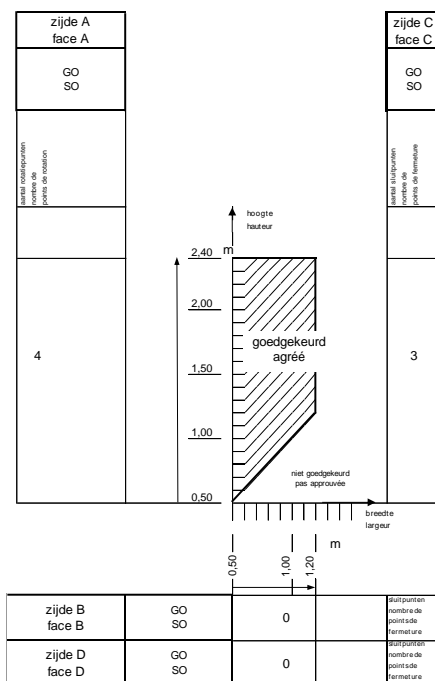 zijde A
face A
zijde C
face C
GO
SO
GO
SO
aantal rotatiepunten
nombre de
points de rotation
aantal sluitpunten
nombre de
points de fermeture
hoogte
hauteur
m
2,40
2,00
1,50
1,00
0,50
goedgekeurd
agréé
4
3
niet goedgekeurd
pas approuvée
breedte
largeur
m
0,50
1,00
1,20
zijde B
face B
GO
SO
0
sluitpunten
nombre de
points de
fermeture
zijde D
face D
GO
SO
0
sluitpunten
nombre de
points de
fermeture